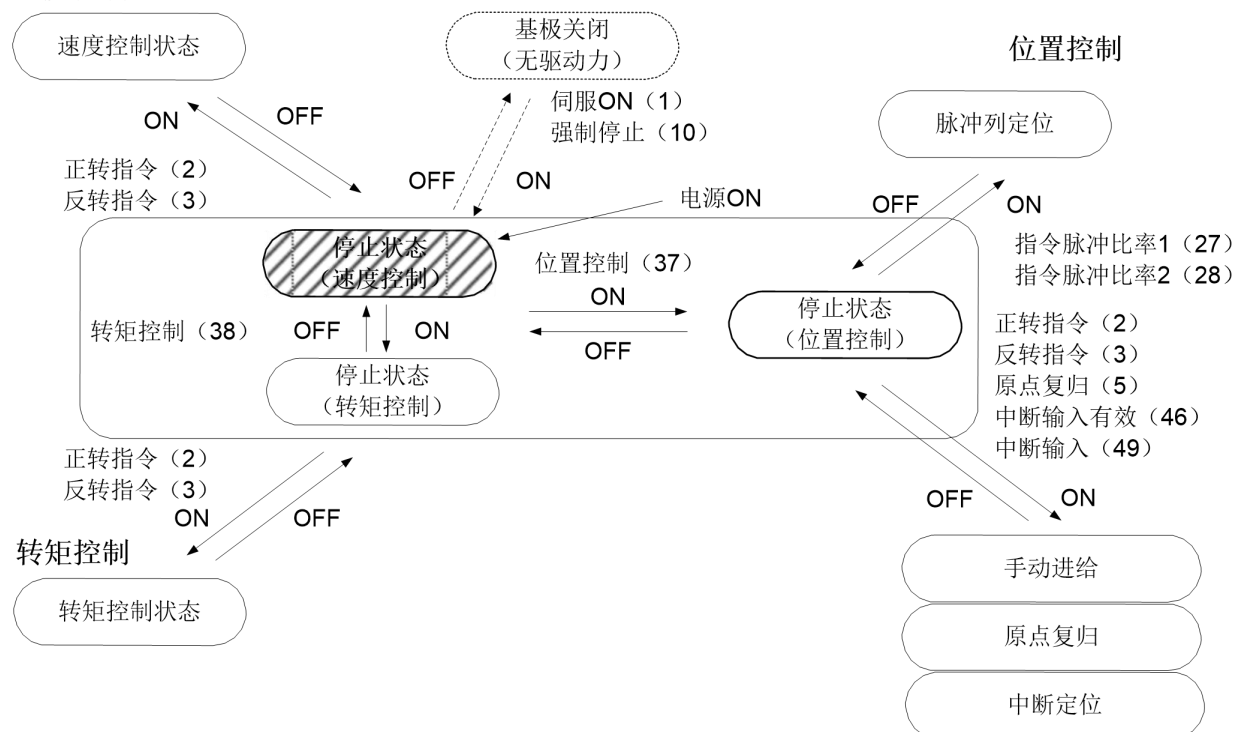 速度控制状态
基极关闭
（无驱动力）
位置控制
ON
OFF
伺服ON（1）
强制停止（10）
脉冲列定位
正转指令（2）
反转指令（3）
OFF
ON
电源ON
OFF
ON
指令脉冲比率1（27）
指令脉冲比率2（28）
停止状态
（速度控制）
位置控制（37）
ON
OFF
停止状态
（位置控制）
转矩控制（38）
OFF
ON
停止状态
（转矩控制）
正转指令（2）
反转指令（3）
原点复归（5）
中断输入有效（46）
中断输入（49）
正转指令（2）
反转指令（3）
ON
OFF
OFF
ON
转矩控制
转矩控制状态
手动进给
原点复归
中断定位